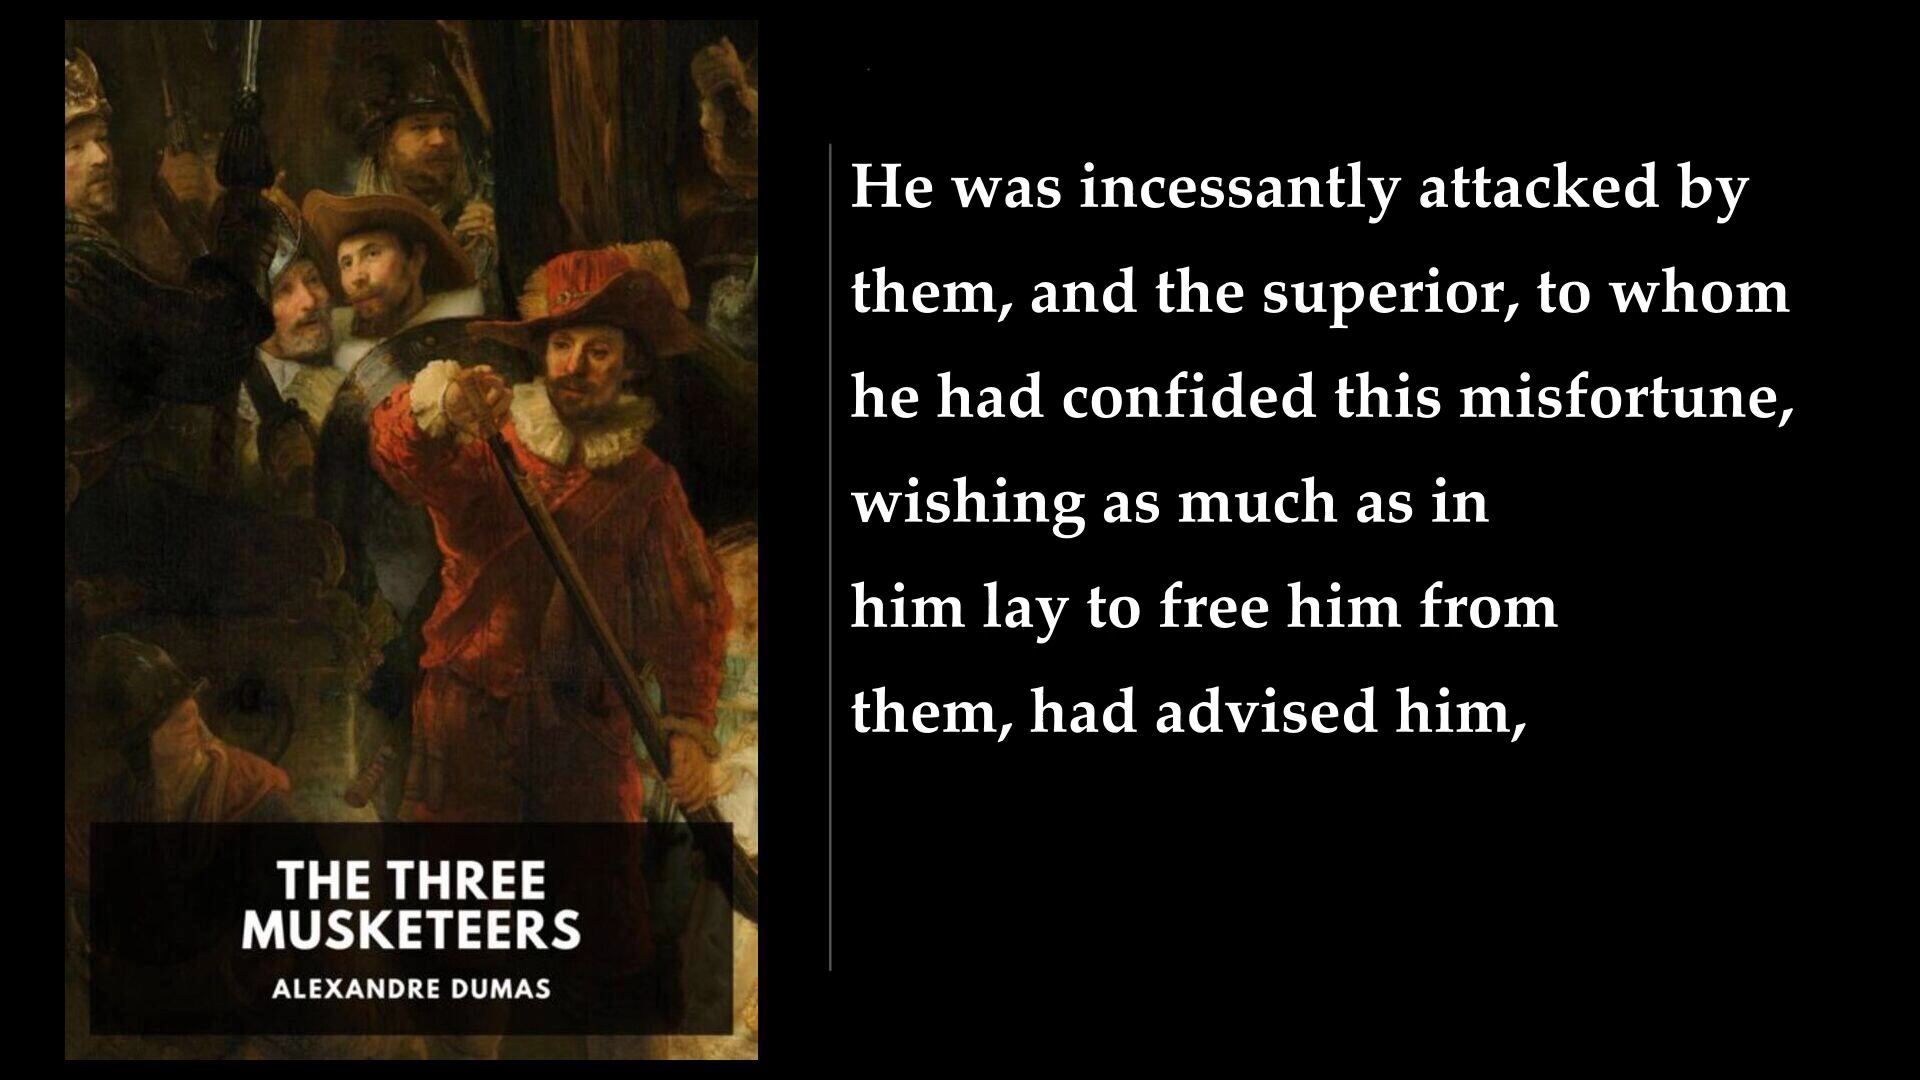 THE THREE
MUSKETEERS
ALEXANDRE DUMAS
He was incessantly attacked by
them, and the superior, to whom
he had confided this misfortune,
wishing as much as in
him lay to free him from
them, had advised him,